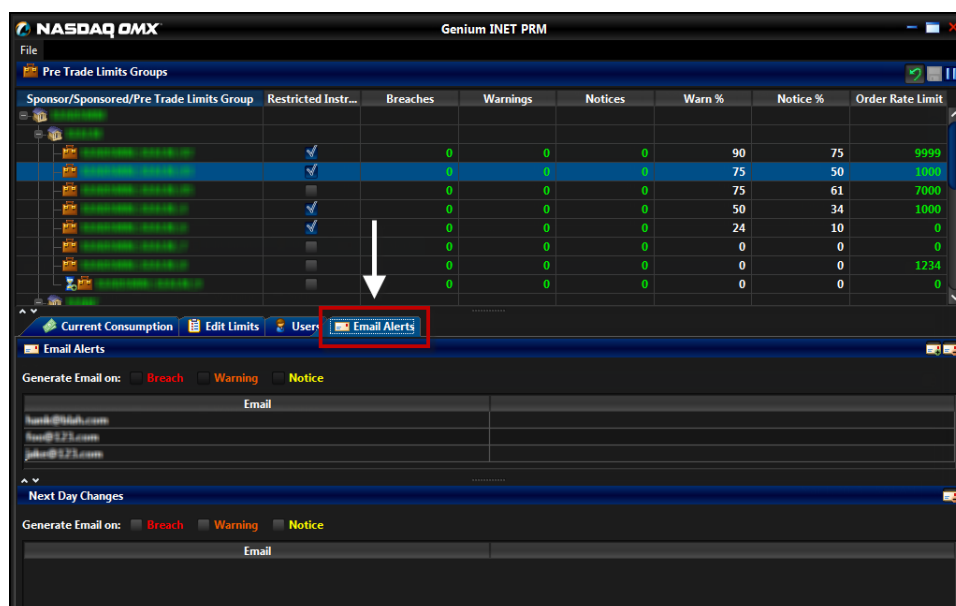 NASDAQ OMX Genium INET PRM
File
Pre Trade Limits Groups
Sponsor/Sponsored/Pre Trade Limits Group Restricted Instr... Breaches Warnings Notices Warn % Notice % Order Rate Limit
0 0 0 90 75 9999
0 0 0 75 50 1000
0 0 0 75 61 7000
0 0 0 50 34 1000
0 0 0 24 10 0
0 0 0 0 0 0
0 0 0 0 0 1234
0 0 0 0 0 0
Current Consumption Edit Limits Users Email Alerts
Email Alerts
Generate Email on: Breach Warning Notice
Email
Next Day Changes
Generate Email on: Breach Warning Notice
Email